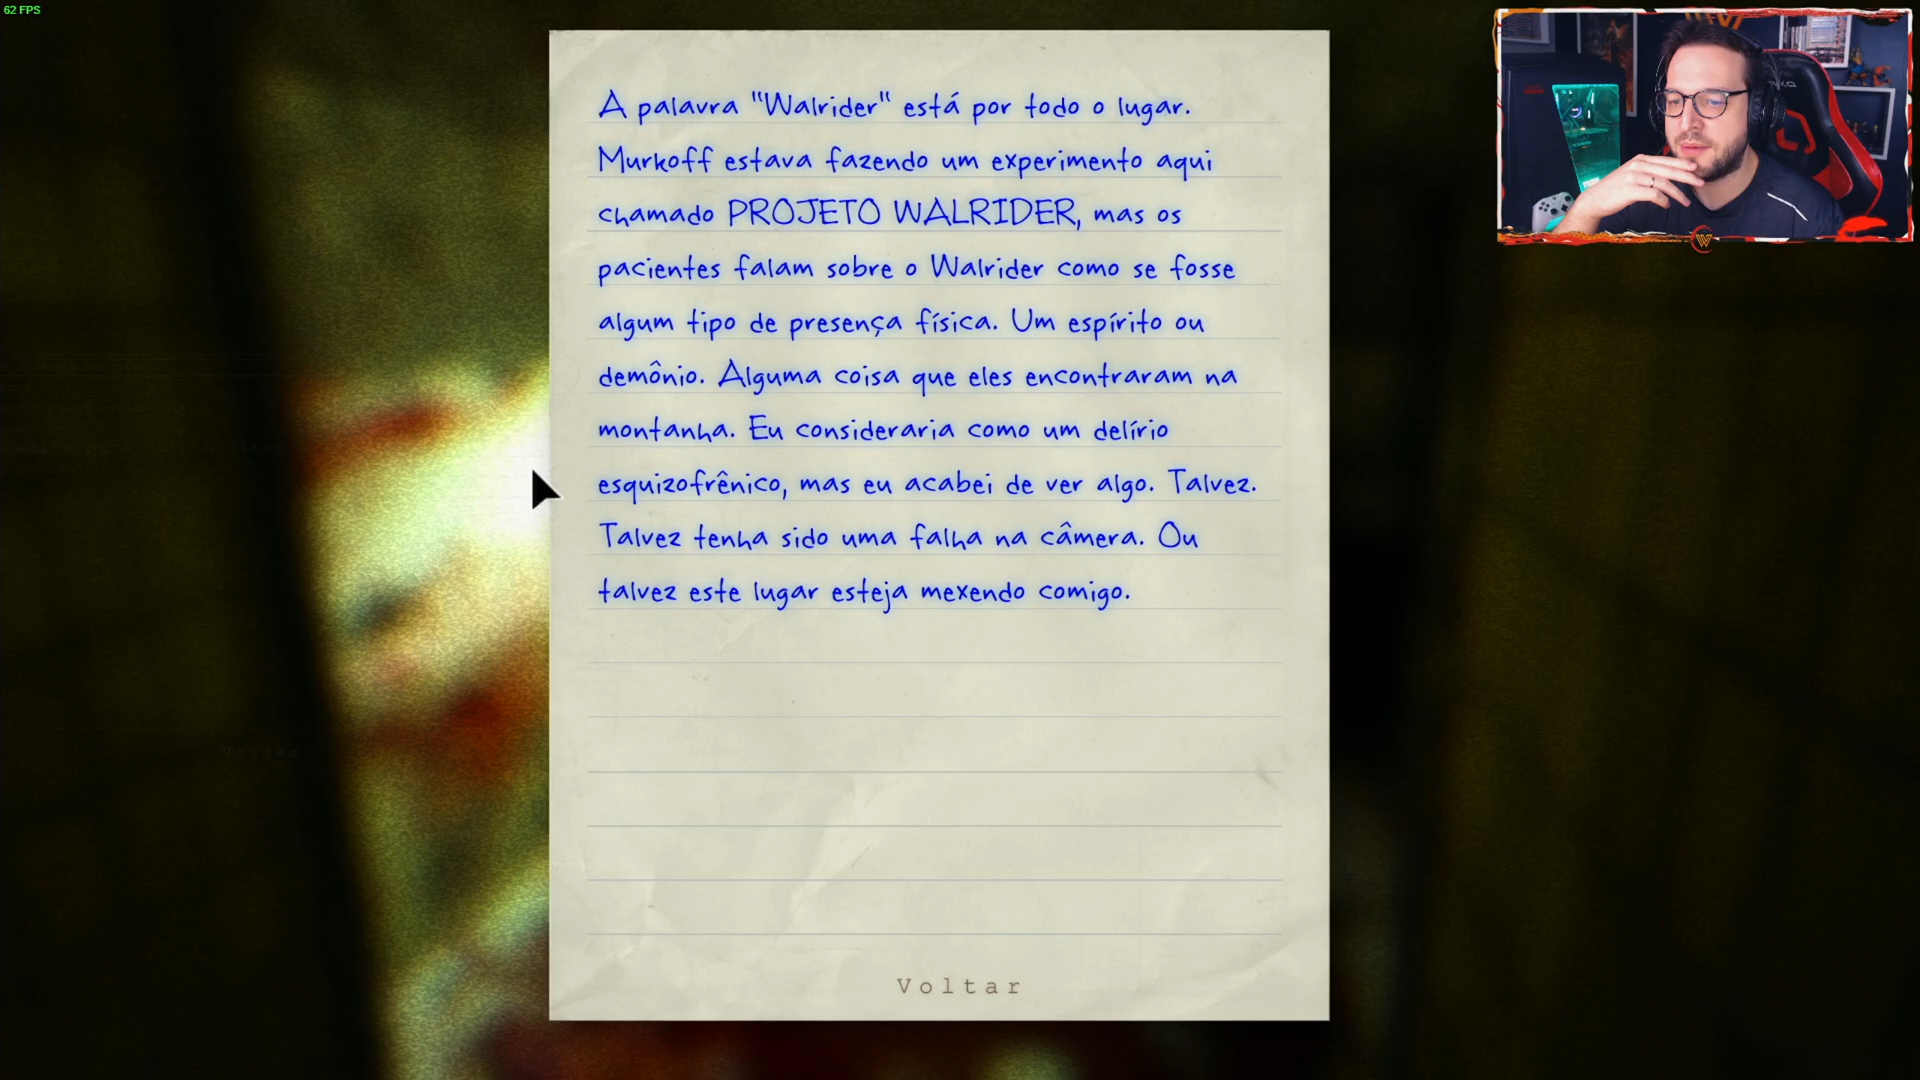 62 FPS
A palavra "Walrider" está por todo o lugar.
Murkoff estava fazendo um experimento aqui
chamado PROJETO WALRIDER, mas os
pacientes falam sobre o Walrider como se fosse
algum tipo de presença física. Um espírito ou
demônio. Alguma coisa que eles encontraram na
montanha. Eu consideraria como um delírio
esquizofrênico, mas eu acabei de ver algo. Talvez.
Talvez tenha sido uma falha na câmera. Ou
talvez este lugar esteja mexendo comigo.
Voltar
Voltar